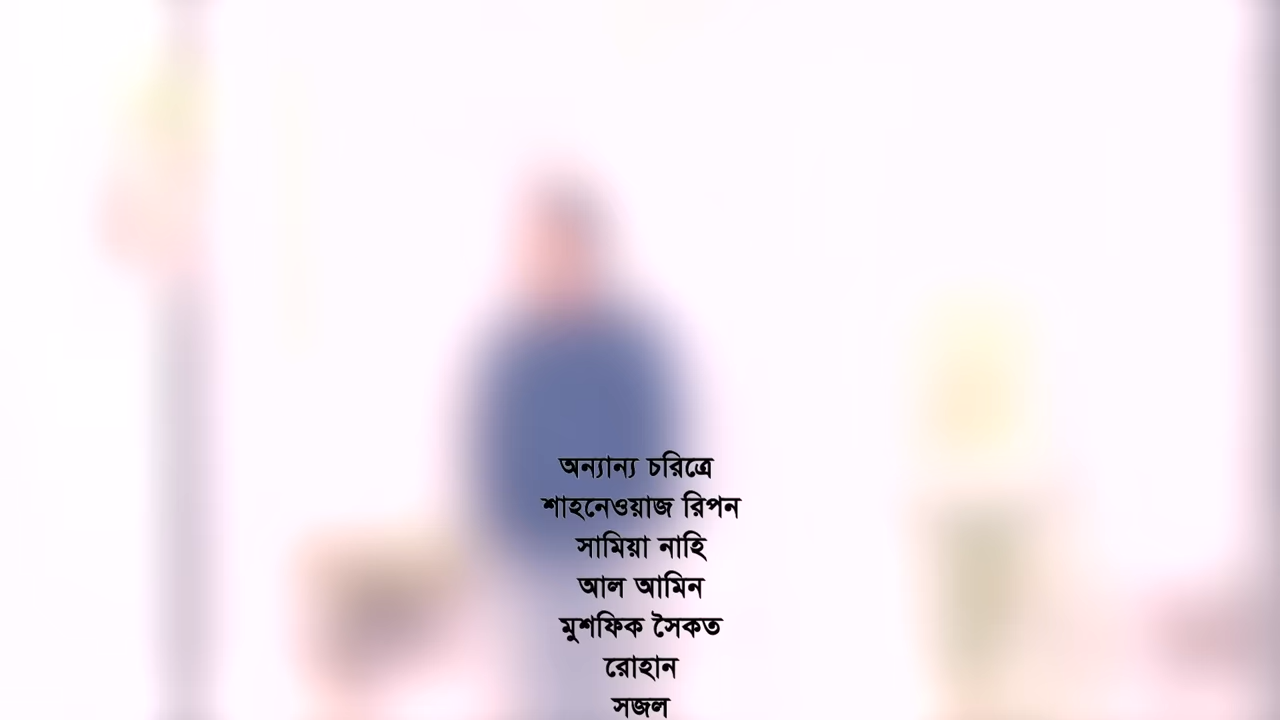 অন্যান্য চরিত্রে
শাহনেওয়াজ রিপন
সামিয়া নাহি
আল আমিন
মুশফিক সৈকত
রোহান
সজল